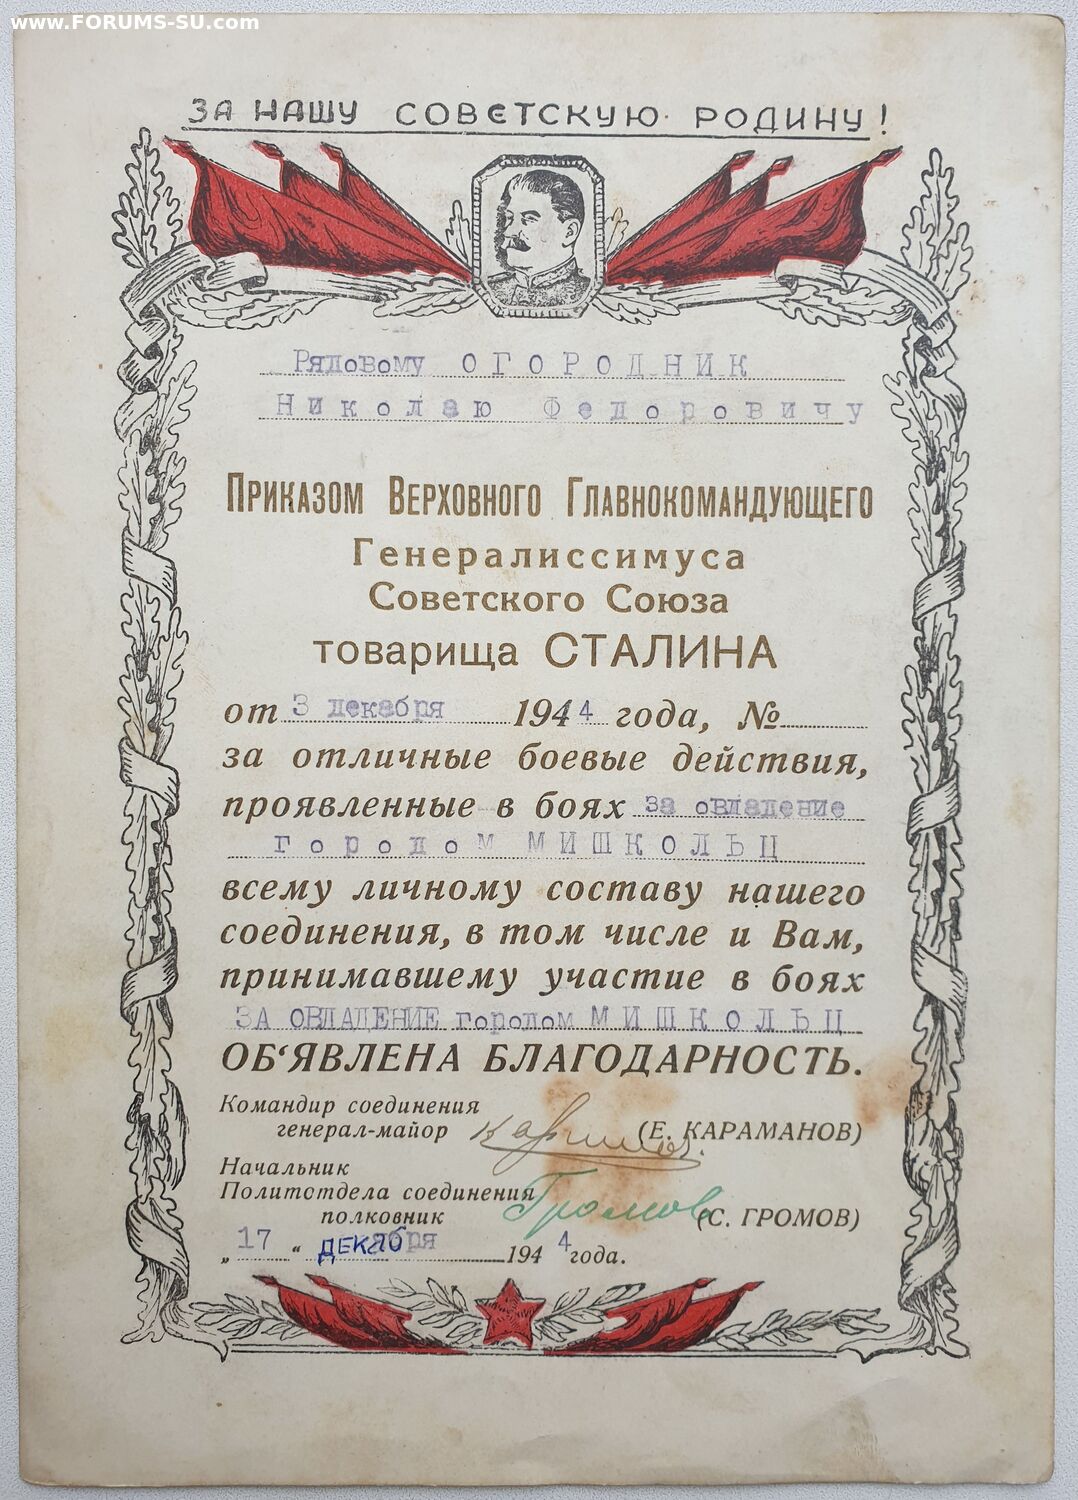 www.FORUMS-SU.com
ЗА НАШУ СОВЕТСКУЮ РОДИНУ!
Рядовому ОГОРОДНИК
Николаю Федоровичу
ПРИКАЗОМ ВЕРХОВНОГО ГЛАВНОКОМАНДУЮЩЕГО
Генералиссимуса
Советского Союза
товарища СТАЛИНА
от 3 декабря 1944 года, №
за отличные боевые действия,
проявленные в боях за овладение
городом МИШКОЛЬЦ
всему личному составу нашего
соединения, в том числе и Вам,
принимавшему участие в боях
ЗА ОВЛАДЕНИЕ городом МИШКОЛЬЦ
ОБ‘ЯВЛЕНА БЛАГОДАРНОСТЬ.
Командир соединения
генерал-майор (Е. КАРАМАНОВ)
Начальник
Политотдела соединения
полковник Громов (С. ГРОМОВ)
„17“ декабря 1944 года.